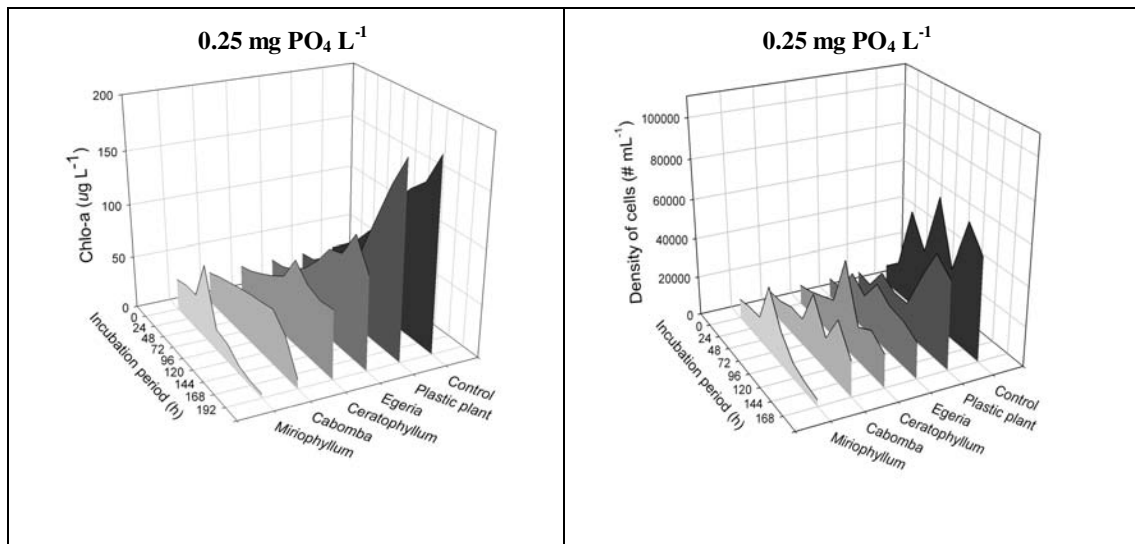 0.25 mg PO₄ L⁻¹
200
150
100
50
0
Chlo-a (ug L⁻¹)
0
24
48
72
96
120
144
168
192
Incubation period (h)
Miriophyllum
Cabomba
Ceratophyllum
Egeria
Plastic plant
Control
0.25 mg PO₄ L⁻¹
100000
80000
60000
40000
20000
0
Density of cells (# mL⁻¹)
0
24
48
72
96
120
144
168
Incubation period (h)
Miriophyllum
Cabomba
Ceratophyllum
Egeria
Plastic plant
Control